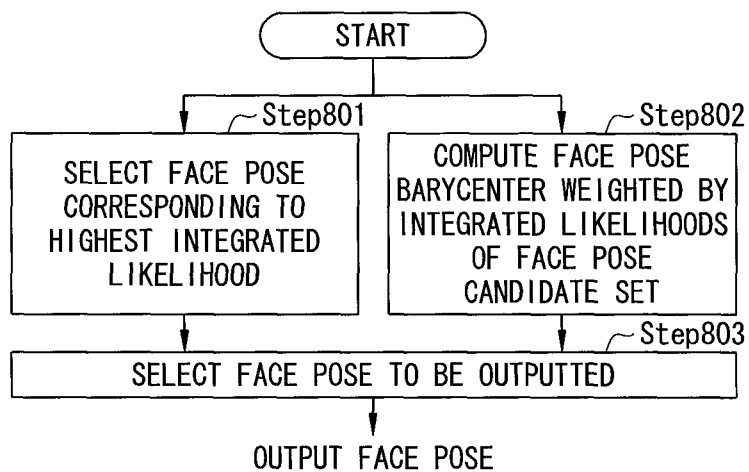 START
Step801
SELECT FACE POSE
CORRESPONDING TO
HIGHEST INTEGRATED
LIKELIHOOD
Step802
COMPUTE FACE POSE
BARYCENTER WEIGHTED BY
INTEGRATED LIKELIHOODS
OF FACE POSE
CANDIDATE SET
Step803
SELECT FACE POSE TO BE OUTPUTTED
OUTPUT FACE POSE